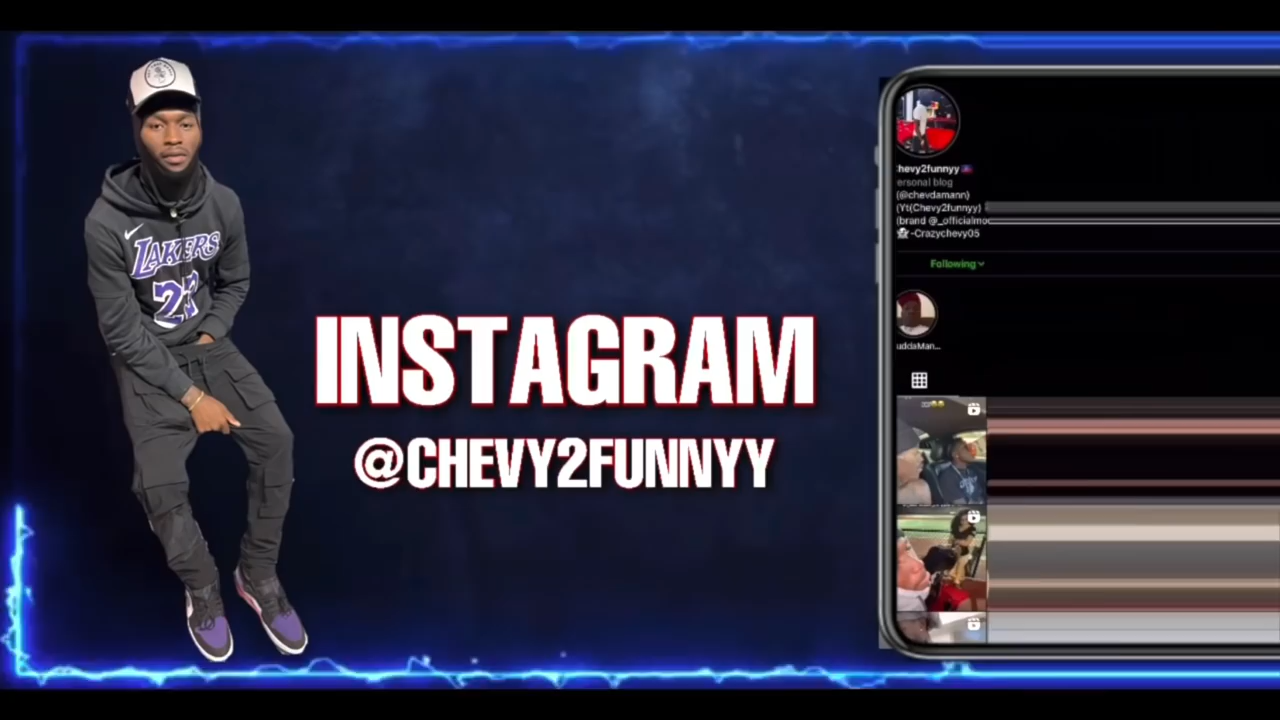 LAKERS
23
INSTAGRAM
@CHEVY2FUNNYY
hevy2funnyy
ersonal blog
(@chevdamann)
(Yt(Chevy2funnyy)
(brand @_officialmo
-Crazychevy05
Following
uddaMan...